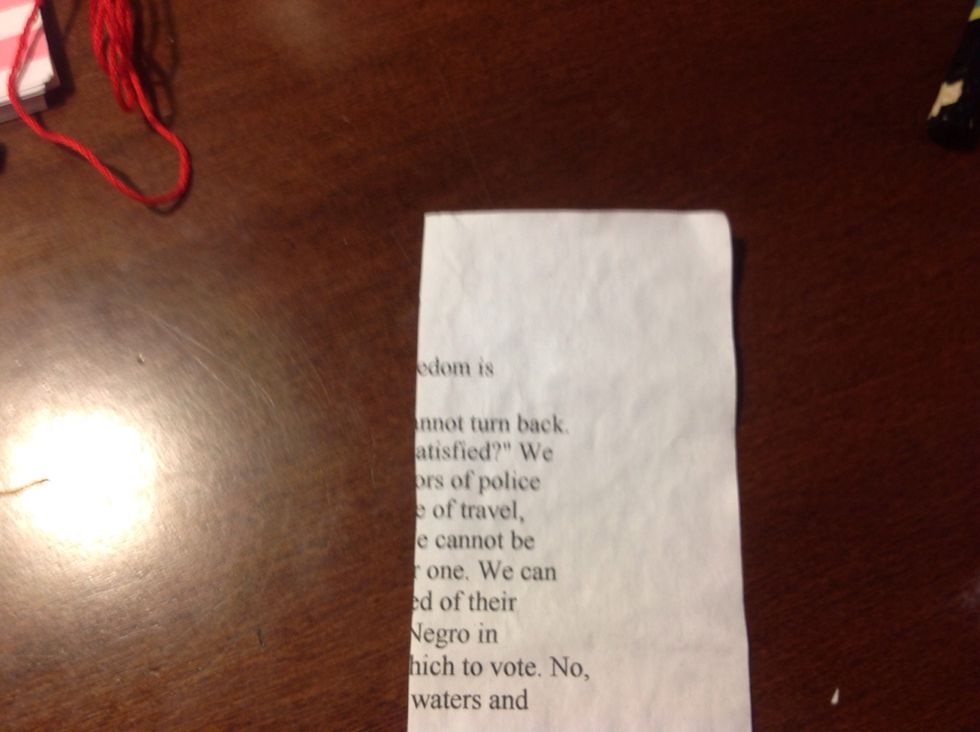 edom is
annot turn back.
atisfied?" We
ors of police
e of travel,
e cannot be
r one. We can
ed of their
Negro in
hich to vote. No,
waters and